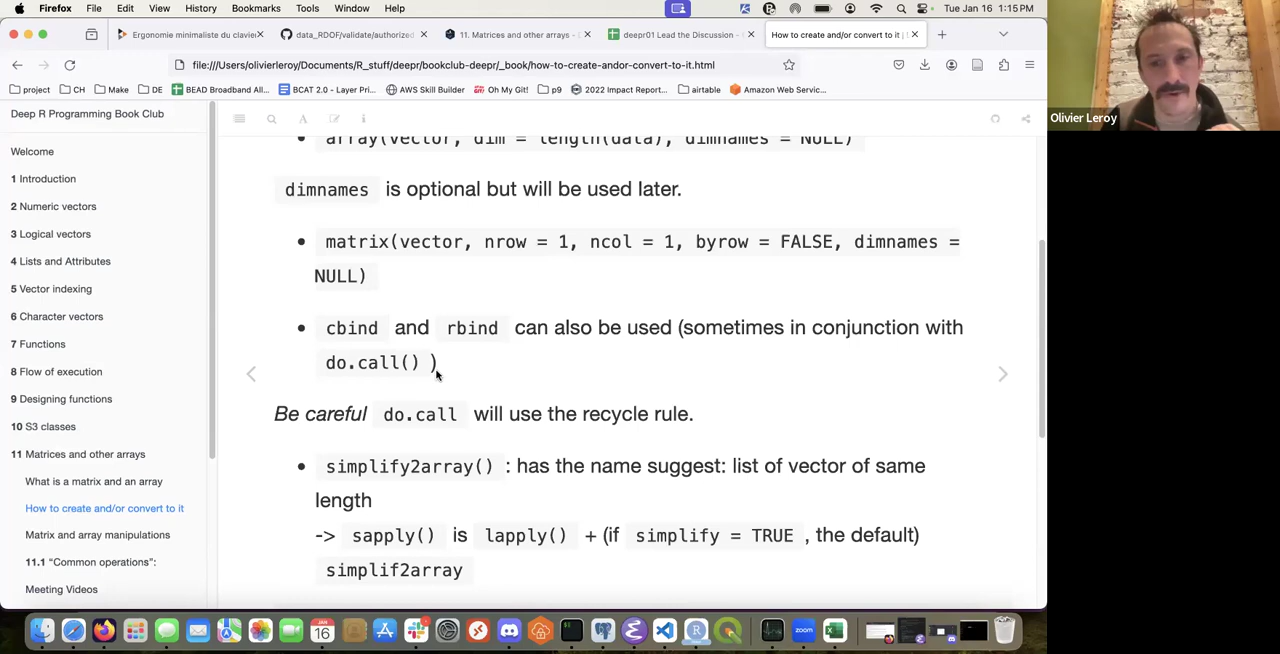 Firefox File Edit View History Bookmarks Tools Window Help Tue Jan 16 1:15 PM
Ergonomie minimaliste du clavie data_RDOF/validate/authorized 11. Matrices and other arrays - D deepr01 Lead the Discussion - How to create and/or convert to it |
file:///Users/olivierleroy/Documents/R_stuff/deepr/bookclub-deepr/_book/how-to-create-andor-convert-to-it.html
project CH Make DE BEAD Broadband All... BCAT 2.0 - Layer Pri... AWS Skill Builder Oh My Git! p9 2022 Impact Report... airtable Amazon Web Servic...
Deep R Programming Book Club
Welcome
1 Introduction
2 Numeric vectors
3 Logical vectors
4 Lists and Attributes
5 Vector indexing
6 Character vectors
7 Functions
8 Flow of execution
9 Designing functions
10 S3 classes
11 Matrices and other arrays
What is a matrix and an array
How to create and/or convert to it
Matrix and array manipulations
11.1 “Common operations”:
Meeting Videos
array(vector, dim = length(data), dimnames = NULL)
dimnames is optional but will be used later.
matrix(vector, nrow = 1, ncol = 1, byrow = FALSE, dimnames =
NULL)
cbind and rbind can also be used (sometimes in conjunction with
do.call() )
Be careful do.call will use the recycle rule.
simplify2array() : has the name suggest: list of vector of same
length
-> sapply() is lapply() + (if simplify = TRUE , the default)
simplif2array
Olivier Leroy
JAN
16
zoom